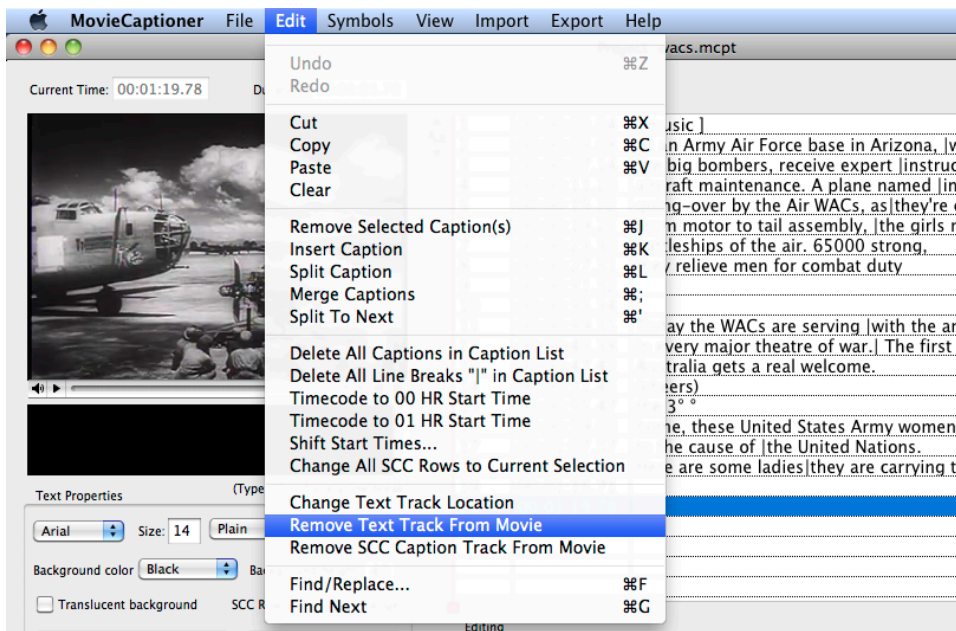 MovieCaptioner File Edit Symbols View Import Export Help
vacs.mcpt
Undo ⌘Z
Redo
Current Time: 00:01:19.78
Cut ⌘X
Copy ⌘C
Paste ⌘V
Clear
Remove Selected Caption(s) ⌘J
Insert Caption ⌘K
Split Caption ⌘L
Merge Captions ⌘;
Split To Next ⌘'
Delete All Captions in Caption List
Delete All Line Breaks "|" in Caption List
Timecode to 00 HR Start Time
Timecode to 01 HR Start Time
Shift Start Times...
Change All SCC Rows to Current Selection
Change Text Track Location
Remove Text Track From Movie
Remove SCC Caption Track From Movie
Find/Replace... ⌘F
Find Next ⌘G
usic ]
n Army Air Force base in Arizona, |w
big bombers, receive expert |instruc
raft maintenance. A plane named |in
ng-over by the Air WACs, as|they're
m motor to tail assembly, |the girls
tleships of the air. 65000 strong,
y relieve men for combat duty
ay the WACs are serving |with the ar
very major theatre of war.| The first
tralia gets a real welcome.
ers)
3° °
ne, these United States Army women
he cause of |the United Nations.
e are some ladies|they are carrying t
Text Properties (Type
Arial Size: 14 Plain
Background color Black Ba
Translucent background SCC R
Editing